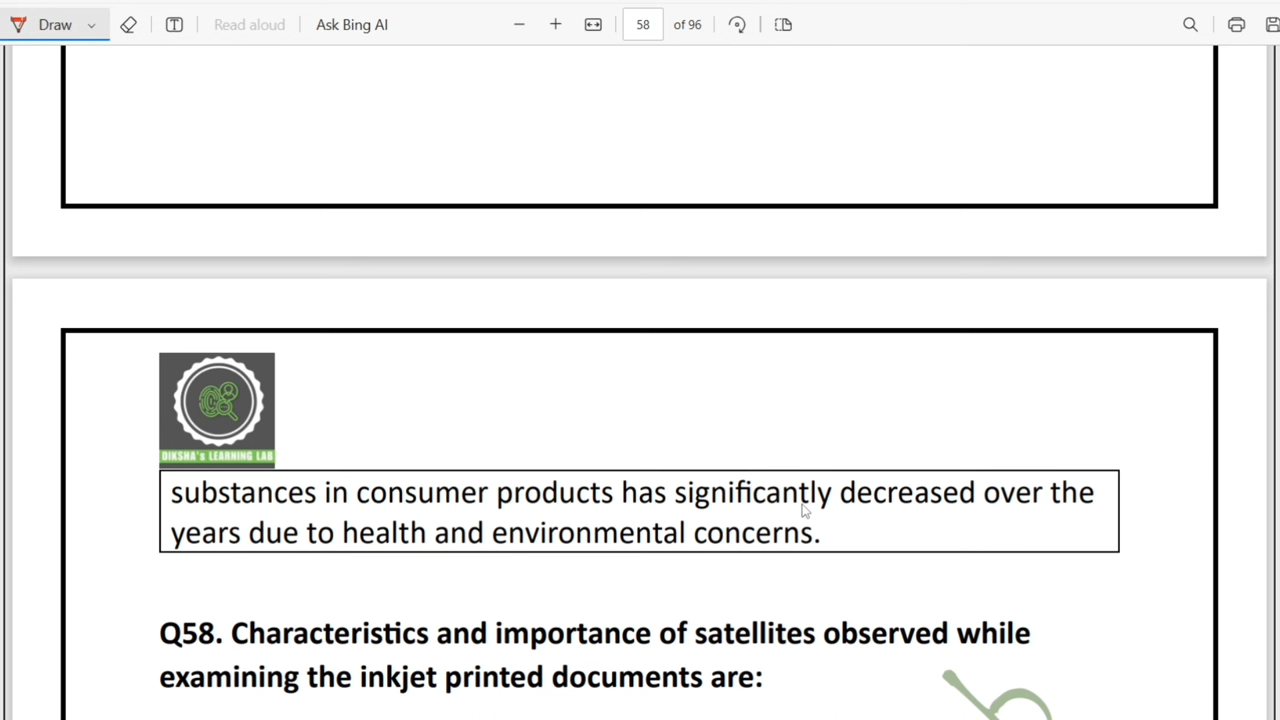 Draw
Read aloud
Ask Bing AI
58
of 96
DIKSHA's LEARNING LAB
substances in consumer products has significantly decreased over the
years due to health and environmental concerns.
Q58. Characteristics and importance of satellites observed while
examining the inkjet printed documents are: